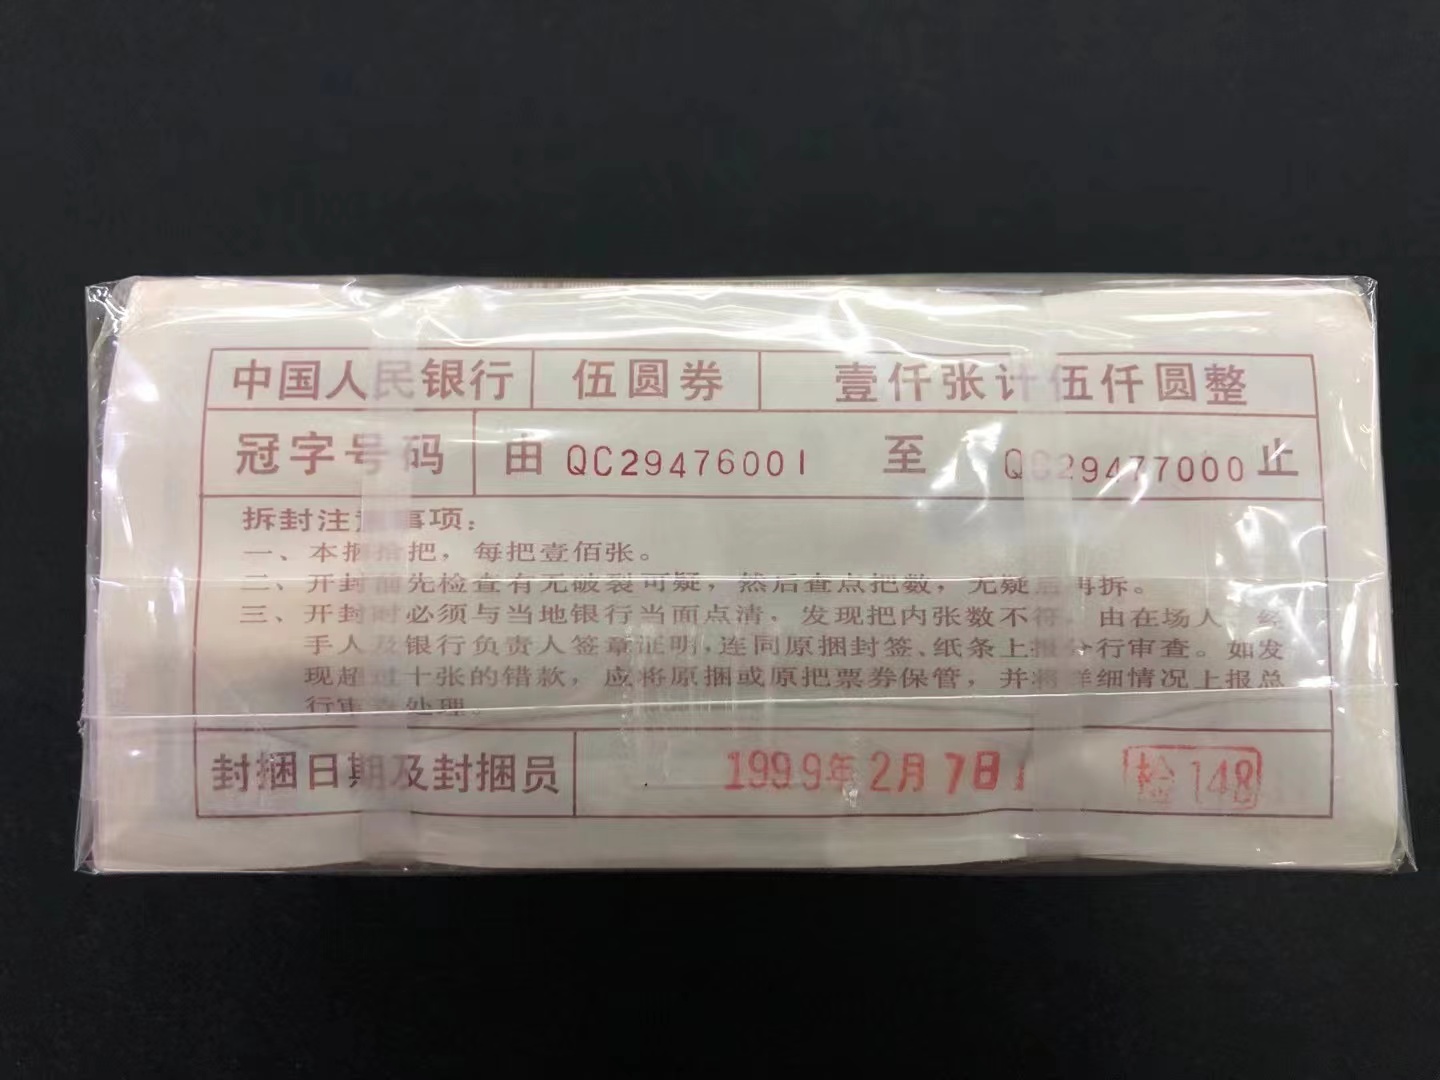 中国人民银行 伍圆券 壹仟张计伍仟圆整
冠字号码 由 QC29476001 至 QC29477000 止
拆封注意事项：
一、本捆拾把，每把壹佰张。
二、开封前先检查有无破裂可疑，然后查点把数，无疑后再拆。
三、开封时必须与当地银行当面点清，发现把内张数不符，由在场人、经
手人及银行负责人签章证明，连同原捆封签、纸条上报分行审查。如发
现超过十张的错款，应将原捆或原把票券保管，并将详细情况上报总
行审查处理。
封捆日期及封捆员 1999年2月7日 检148